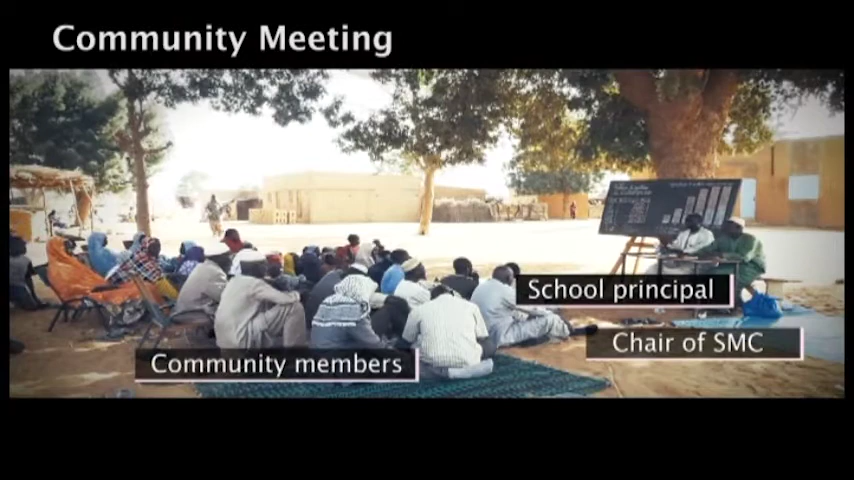 Community Meeting
School principal
Chair of SMC
Community members